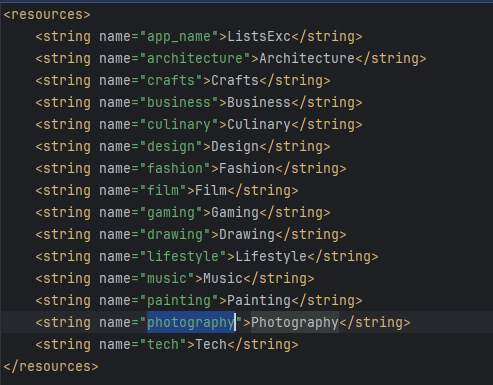 <resources>
    <string name="app_name">ListsExc</string>
    <string name="architecture">Architecture</string>
    <string name="crafts">Crafts</string>
    <string name="business">Business</string>
    <string name="culinary">Culinary</string>
    <string name="design">Design</string>
    <string name="fashion">Fashion</string>
    <string name="film">Film</string>
    <string name="gaming">Gaming</string>
    <string name="drawing">Drawing</string>
    <string name="lifestyle">Lifestyle</string>
    <string name="music">Music</string>
    <string name="painting">Painting</string>
    <string name="photography">Photography</string>
    <string name="tech">Tech</string>
</resources>